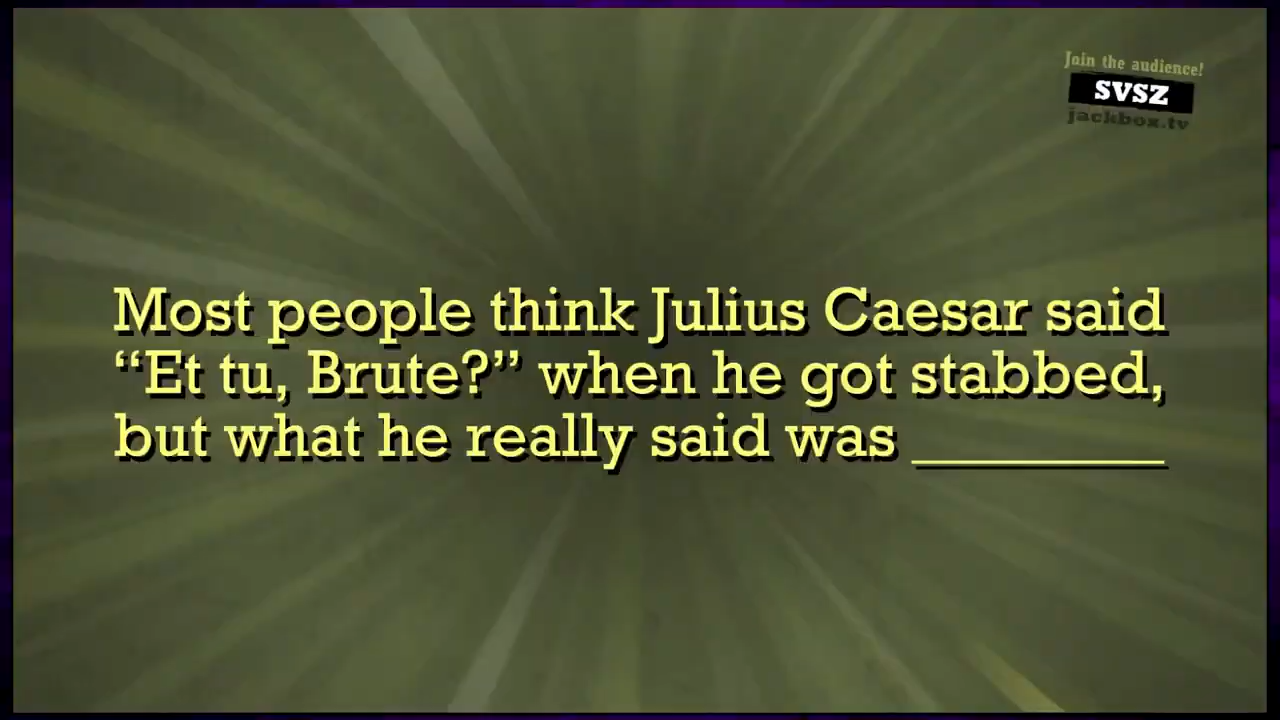 Join the audience!
SVSZ
jackbox.tv
Most people think Julius Caesar said
“Et tu, Brute?” when he got stabbed,
but what he really said was ________